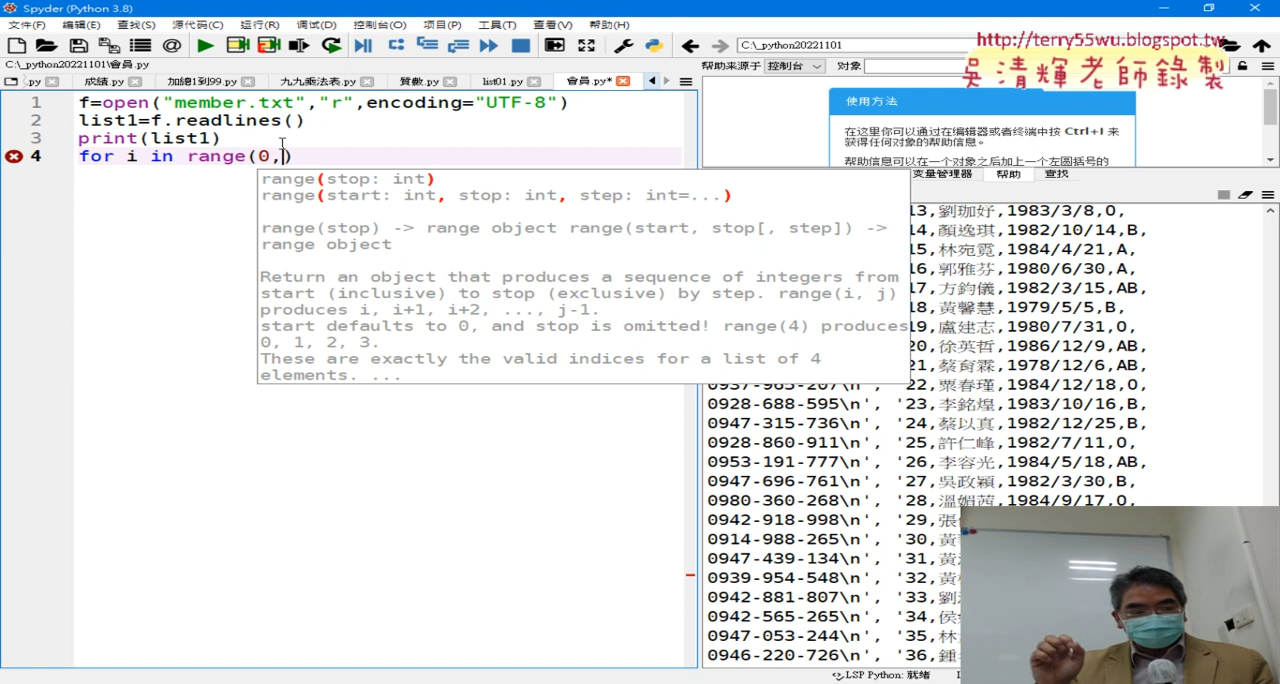 Spyder (Python 3.8)
文件(F) 编辑(E) 查找(S) 源代码(C) 运行(R) 调试(D) 控制台(O) 项目(P) 工具(T) 查看(V) 帮助(H)
C:\_python20221101
http://terry55wu.blogspot.tw
吳清輝老師錄製
C:\_python20221101\會員.py
帮助来源于 控制台 对象
.py 成績.py 加總1到99.py 九九乘法表.py 質數.py list01.py 會員.py*
1 f=open("member.txt","r",encoding="UTF-8")
2 list1=f.readlines()
3 print(list1)
4 for i in range(0,)
range(stop: int)
range(start: int, stop: int, step: int=...)
range(stop) -> range object range(start, stop[, step]) ->
range object
Return an object that produces a sequence of integers from
start (inclusive) to stop (exclusive) by step. range(i, j)
produces i, i+1, i+2, ..., j-1.
start defaults to 0, and stop is omitted! range(4) produces
0, 1, 2, 3.
These are exactly the valid indices for a list of 4
elements. ...
使用方法
在这里你可以通过在编辑器或者终端中按 Ctrl+I 来
获得任何对象的帮助信息。
帮助信息可以在一个对象之后加上一个左圆括号的
变量管理器 帮助 查找
13,劉珈妤,1983/3/8,O,
14,顏逸琪,1982/10/14,B,
15,林宛霓,1984/4/21,A,
16,郭雅芬,1980/6/30,A,
17,方鈞儀,1982/3/15,AB,
18,黃馨慧,1979/5/5,B,
19,盧建志,1980/7/31,O,
20,徐英哲,1986/12/9,AB,
21,蔡育霖,1978/12/6,AB,
0937-965-207\n', '22,粟春瑾,1984/12/18,O,
0928-688-595\n', '23,李銘煌,1983/10/16,B,
0947-315-736\n', '24,蔡以真,1982/12/25,B,
0928-860-911\n', '25,許仁峰,1982/7/11,O,
0953-191-777\n', '26,李容光,1984/5/18,AB,
0947-696-761\n', '27,吳政穎,1982/3/30,B,
0980-360-268\n', '28,溫媚茜,1984/9/17,O,
0942-918-998\n', '29,張
0914-988-265\n', '30,黃
0947-439-134\n', '31,黃
0939-954-548\n', '32,黃
0942-881-807\n', '33,劉
0942-565-265\n', '34,侯
0947-053-244\n', '35,林
0946-220-726\n', '36,鍾
LSP Python: 就绪